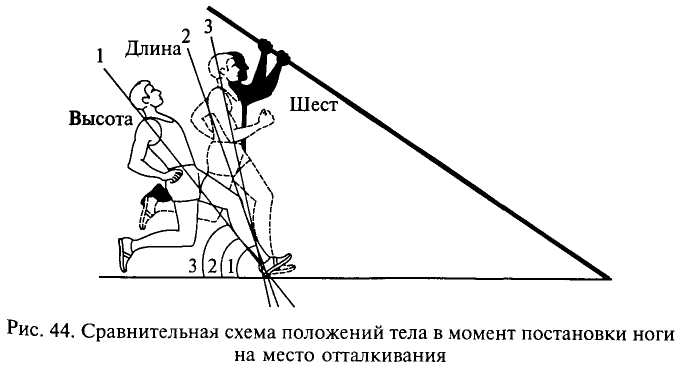 3
Длина 2
1
Шест
Высота
3 2 1
Рис. 44. Сравнительная схема положений тела в момент постановки ноги
на место отталкивания